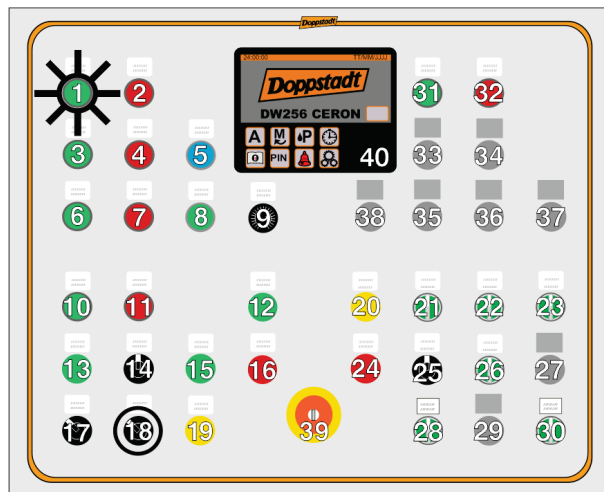 Doppstadt
24:00:00 TT/MM/JJJJ
Doppstadt
DW256 CERON
A M P
PIN
40
1 2 31 32
3 4 5 33 34
6 7 8 9 38 35 36 37
10 11 12 20 21 22 23
13 14 15 16 24 25 26 27
17 18 19 39 28 29 30